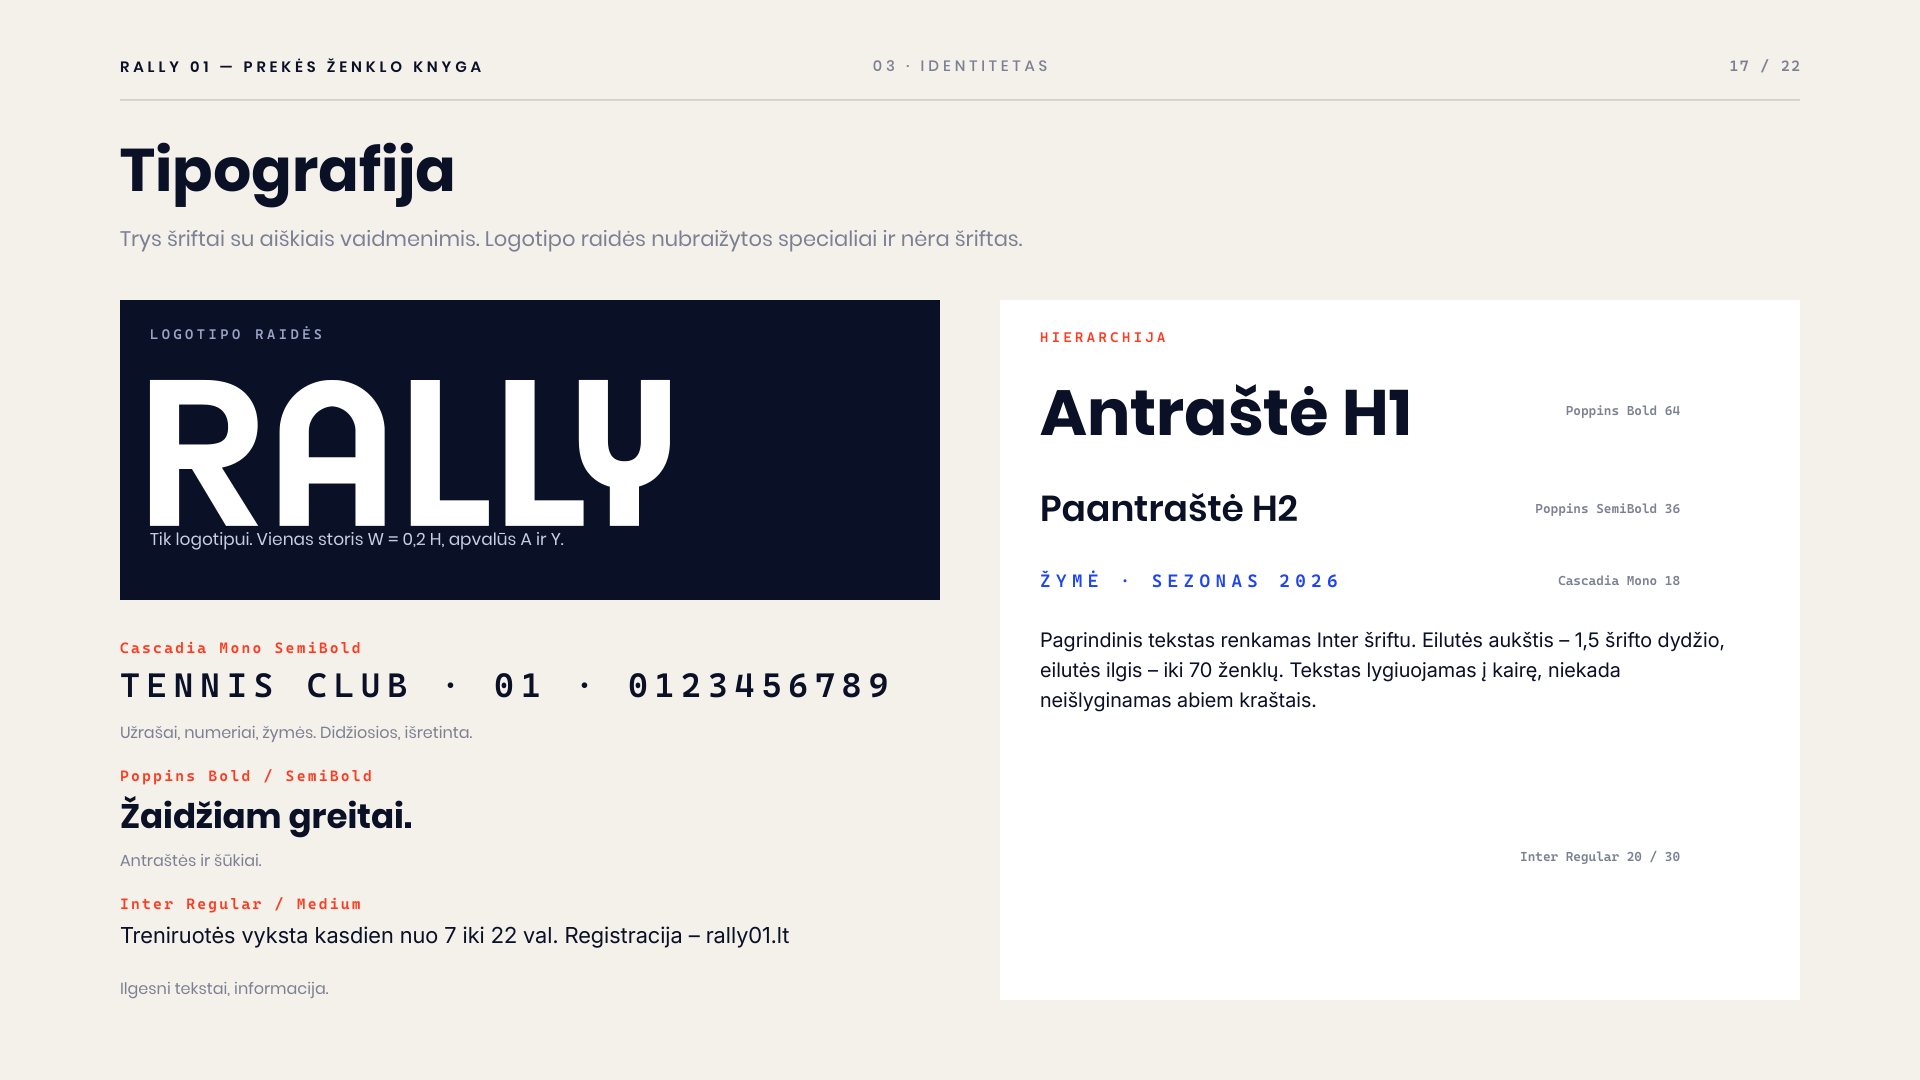 RALLY 01 — PREKĖS ŽENKLO KNYGA
03 · IDENTITETAS
17 / 22
Tipografija
Trys šriftai su aiškiais vaidmenimis. Logotipo raidės nubraižytos specialiai ir nėra šriftas.
LOGOTIPO RAIDĖS
RALLY
Tik logotipui. Vienas storis W = 0,2 H, apvalūs A ir Y.
Cascadia Mono SemiBold
TENNIS CLUB · 01 · 0123456789
Užrašai, numeriai, žymės. Didžiosios, išretinta.
Poppins Bold / SemiBold
Žaidžiam greitai.
Antraštės ir šūkiai.
Inter Regular / Medium
Treniruotės vyksta kasdien nuo 7 iki 22 val. Registracija – rally01.lt
Ilgesni tekstai, informacija.
HIERARCHIJA
Antraštė H1
Poppins Bold 64
Paantraštė H2
Poppins SemiBold 36
ŽYMĖ · SEZONAS 2026
Cascadia Mono 18
Pagrindinis tekstas renkamas Inter šriftu. Eilutės aukštis – 1,5 šrifto dydžio,
eilutės ilgis – iki 70 ženklų. Tekstas lygiuojamas į kairę, niekada
neišlyginamas abiem kraštais.
Inter Regular 20 / 30